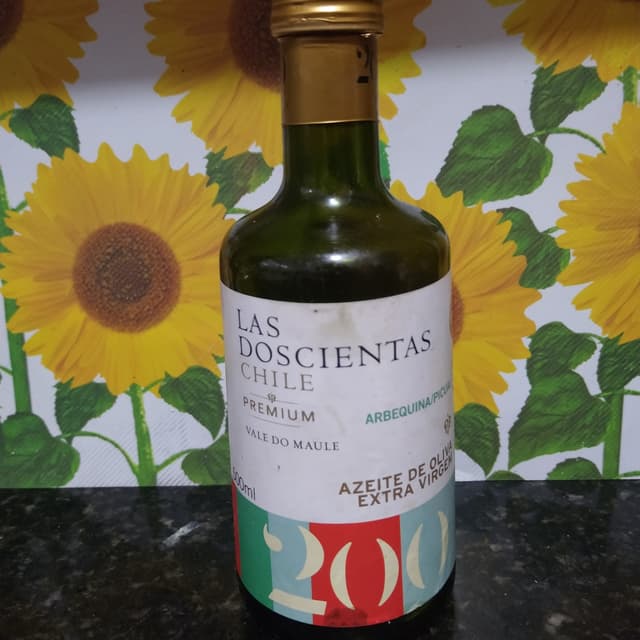 LAS
DOSCIENTAS
CHILE
PREMIUM
ARBEQUINA/PICUAL
VALE DO MAULE
500ml
AZEITE DE OLIVA
EXTRA VIRGEM
200